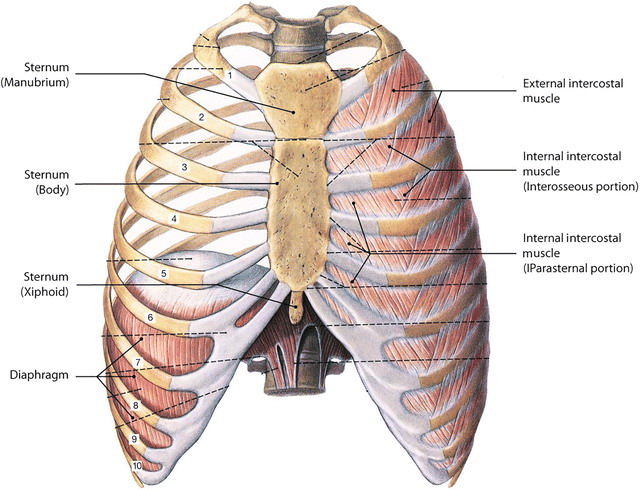 Sternum
(Manubrium)
Sternum
(Body)
Sternum
(Xiphoid)
Diaphragm
1
2
3
4
5
6
7
8
9
10
External intercostal
muscle
Internal intercostal
muscle
(Interosseous portion)
Internal intercostal
muscle
(IParasternal portion)